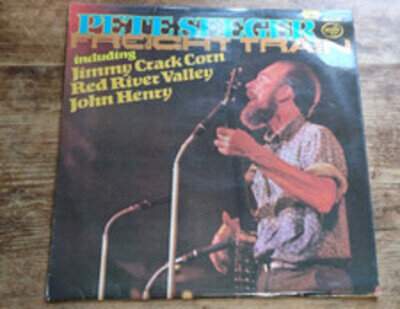 PETE SEEGER
FREIGHT TRAIN
including
Jimmy Crack Corn
Red River Valley
John Henry